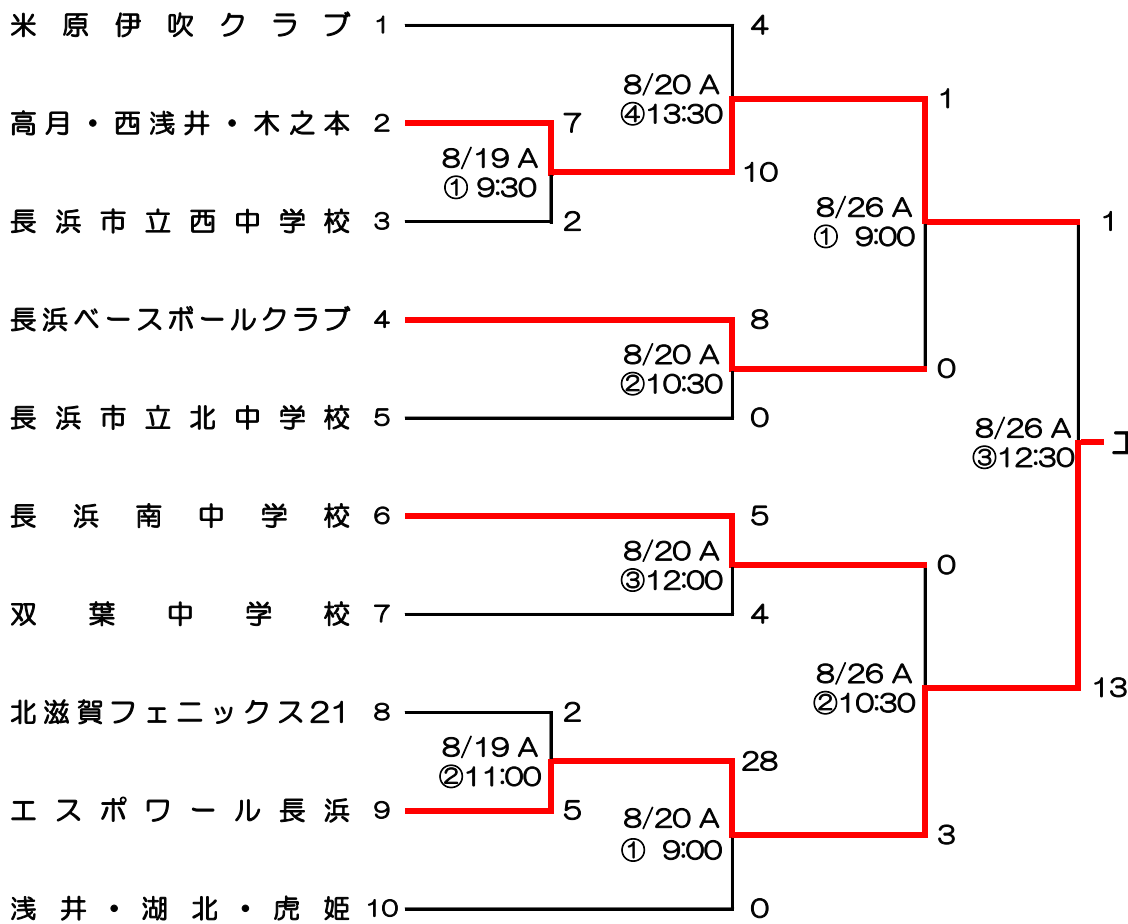 米原伊吹クラブ 1 4
8/20 A
④13:30 1
高月・西浅井・木之本 2 7
8/19 A
① 9:30 10
長浜市立西中学校 3 2
8/26 A
① 9:00 1
長浜ベースボールクラブ 4 8
8/20 A
②10:30 0
長浜市立北中学校 5 0
8/26 A
③12:30
長浜南中学校 6 5
8/20 A
③12:00 0
双葉中学校 7 4
8/26 A
②10:30 13
北滋賀フェニックス21 8 2
8/19 A
②11:00 28
エスポワール長浜 9 5
8/20 A
① 9:00 3
浅井・湖北・虎姫 10 0